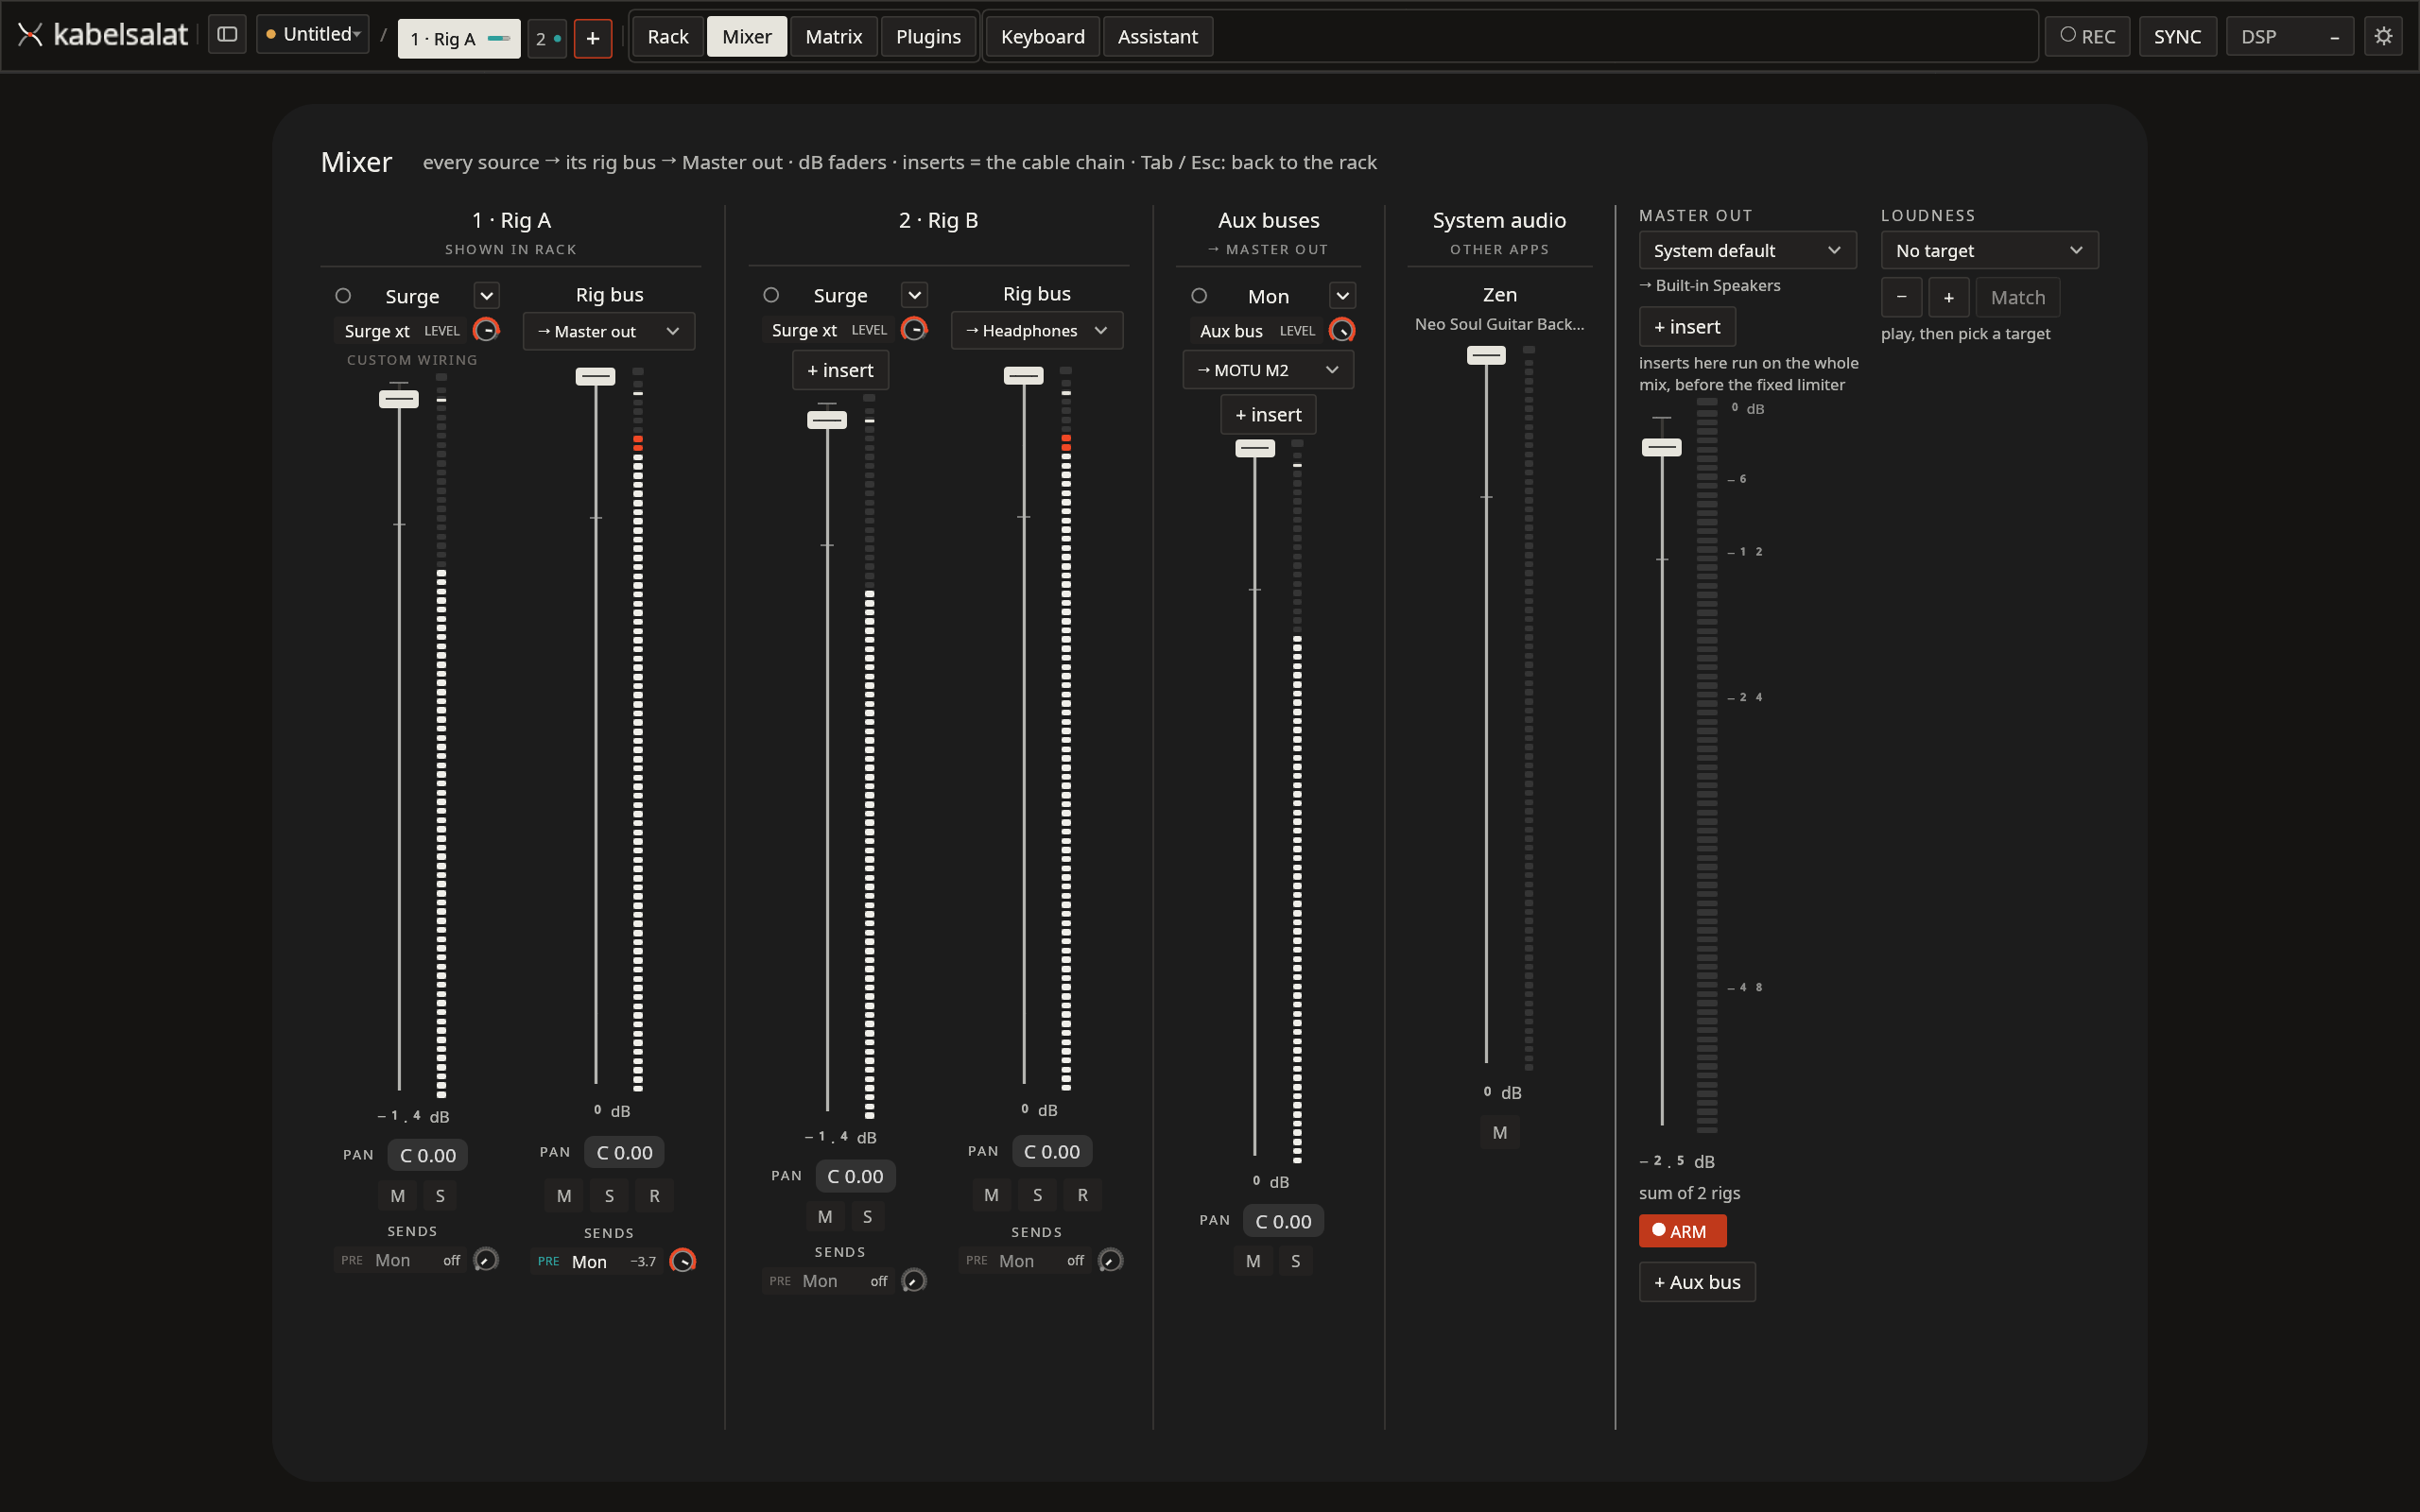 kabelsalat Untitled / 1 · Rig A 2 + Rack Mixer Matrix Plugins Keyboard Assistant REC SYNC DSP –
Mixer every source → its rig bus → Master out · dB faders · inserts = the cable chain · Tab / Esc: back to the rack
1 · Rig A
SHOWN IN RACK
Surge
Surge xt LEVEL
CUSTOM WIRING
−1.4 dB
PAN C 0.00
M S
SENDS
PRE Mon off
Rig bus
→ Master out
0 dB
PAN C 0.00
M S R
SENDS
PRE Mon −3.7
2 · Rig B
Surge
Surge xt LEVEL
+ insert
−1.4 dB
PAN C 0.00
M S
SENDS
PRE Mon off
Rig bus
→ Headphones
0 dB
PAN C 0.00
M S R
SENDS
PRE Mon off
Aux buses
→ MASTER OUT
Mon
Aux bus LEVEL
→ MOTU M2
+ insert
0 dB
PAN C 0.00
M S
System audio
OTHER APPS
Zen
Neo Soul Guitar Back...
0 dB
M
MASTER OUT
System default
→ Built-in Speakers
+ insert
inserts here run on the whole
mix, before the fixed limiter
0 dB
−6
−12
−24
−48
−2.5 dB
sum of 2 rigs
ARM
+ Aux bus
LOUDNESS
No target
− + Match
play, then pick a target